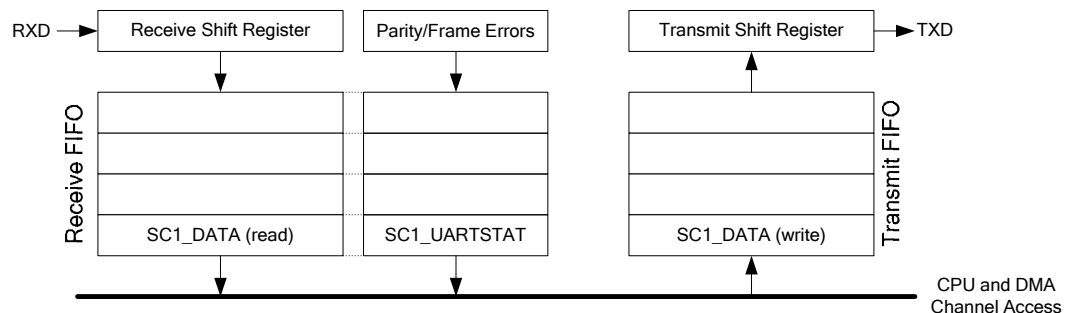 RXD
Receive Shift Register
Parity/Frame Errors
Transmit Shift Register
TXD
Receive FIFO
Transmit FIFO
SC1_DATA (read)
SC1_UARTSTAT
SC1_DATA (write)
CPU and DMA
Channel Access